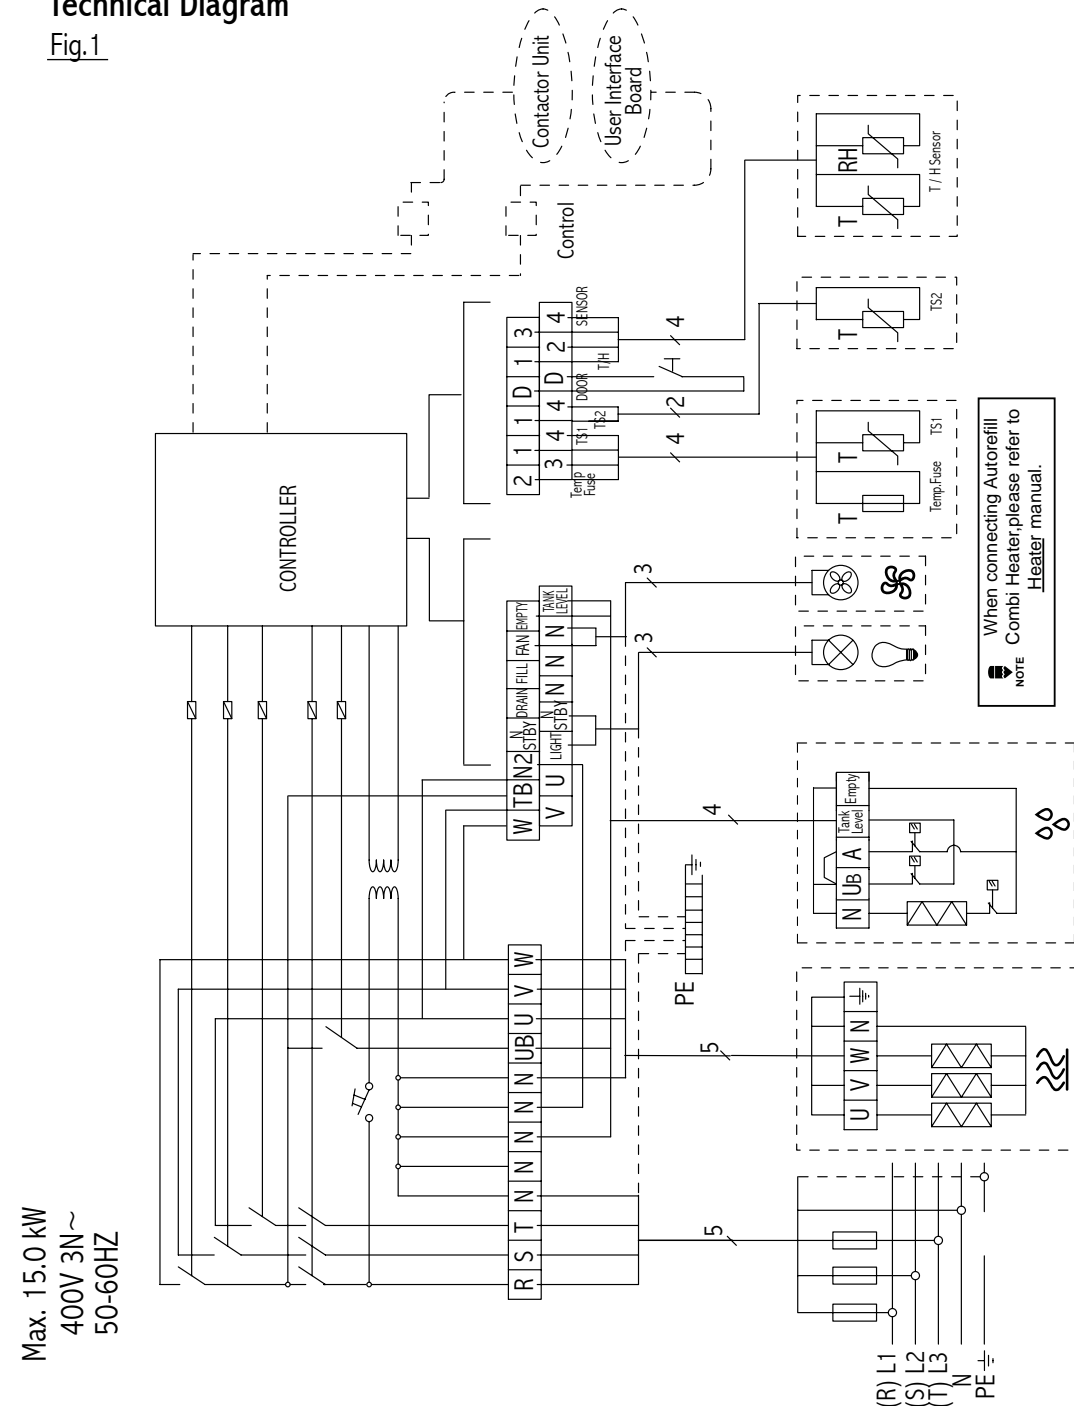 Technical Diagram
Fig.1
Max. 15.0 kW
400V 3N~
50-60HZ
Contactor Unit
User Interface
Board
Control
CONTROLLER
2 1 1 D 1 3
3 4 4 D 2 4
Temp
Fuse
TS1
TS2
DOOR
T/H
SENSOR
4
2
4
W TB N2 N STBY DRAIN FILL FAN EMPTY
V U LIGHT N STBY N N N TANK LEVEL
3
3
4
PE
R S T N N N N N UB U V W
5
5
T RH
T / H Sensor
T
TS2
T T
Temp.Fuse
TS1
NOTE
When connecting Autorefill
Combi Heater,please refer to
Heater manual.
N UB A Tank Level Empty
U V W N
(R) L1
(S) L2
(T) L3
N
PE